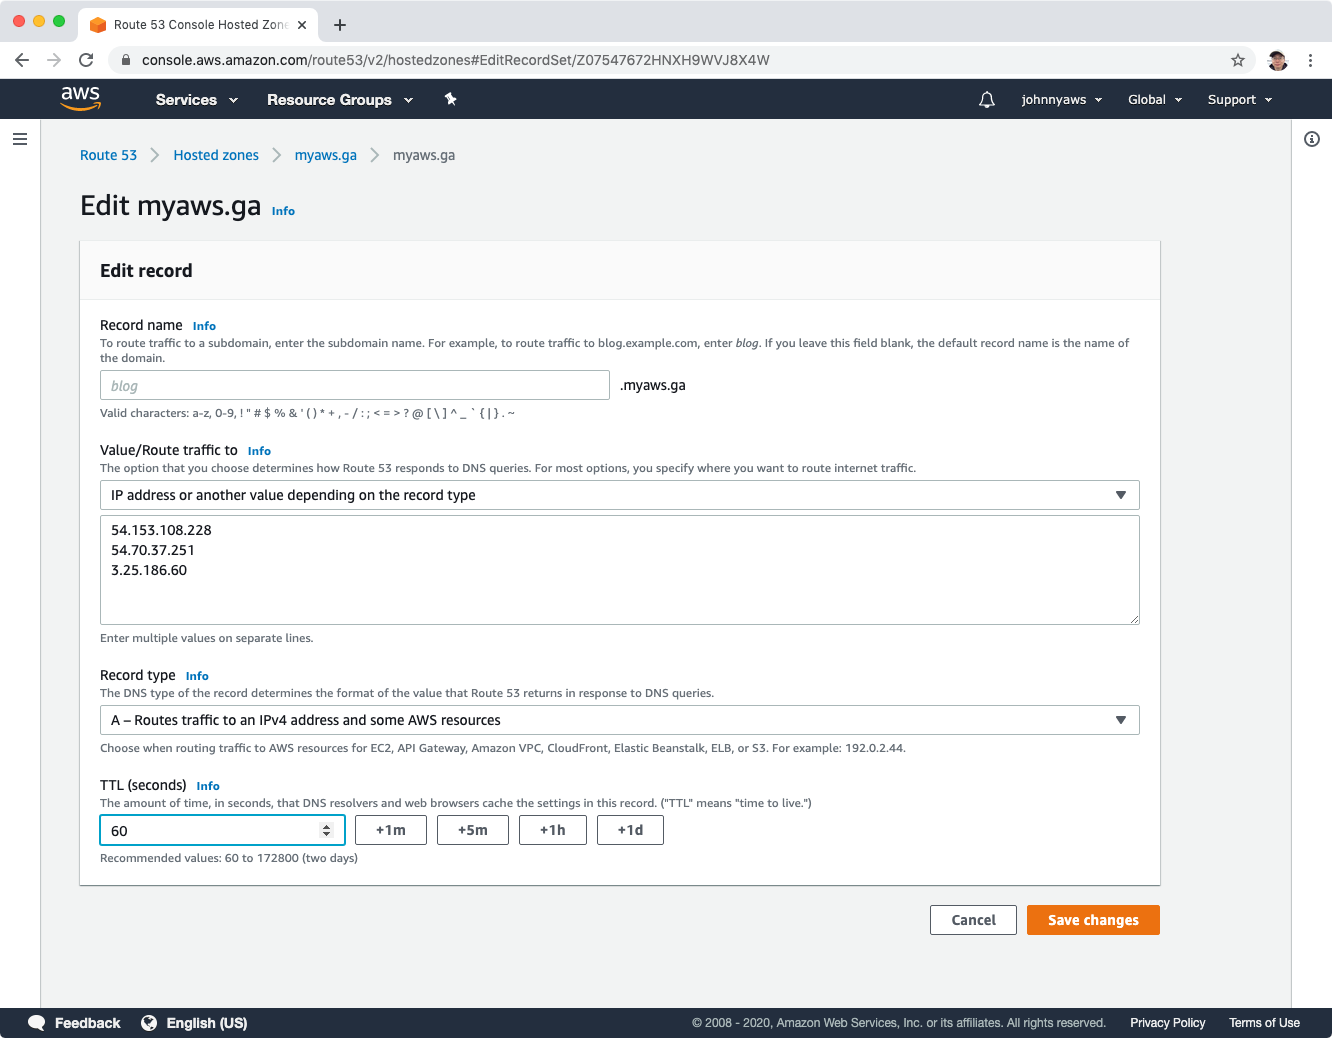 Route 53 Console Hosted Zone
console.aws.amazon.com/route53/v2/hostedzones#EditRecordSet/Z07547672HNXH9WVJ8X4W
aws Services Resource Groups johnnyaws Global Support
Route 53 Hosted zones myaws.ga myaws.ga
Edit myaws.ga Info
Edit record
Record name Info
To route traffic to a subdomain, enter the subdomain name. For example, to route traffic to blog.example.com, enter blog. If you leave this field blank, the default record name is the name of
the domain.
blog .myaws.ga
Valid characters: a-z, 0-9, ! " # $ % & ' ( ) * + , - / : ; < = > ? @ [ \ ] ^ _ ` { | } . ~
Value/Route traffic to Info
The option that you choose determines how Route 53 responds to DNS queries. For most options, you specify where you want to route internet traffic.
IP address or another value depending on the record type
54.153.108.228
54.70.37.251
3.25.186.60
Enter multiple values on separate lines.
Record type Info
The DNS type of the record determines the format of the value that Route 53 returns in response to DNS queries.
A – Routes traffic to an IPv4 address and some AWS resources
Choose when routing traffic to AWS resources for EC2, API Gateway, Amazon VPC, CloudFront, Elastic Beanstalk, ELB, or S3. For example: 192.0.2.44.
TTL (seconds) Info
The amount of time, in seconds, that DNS resolvers and web browsers cache the settings in this record. ("TTL" means "time to live.")
60 +1m +5m +1h +1d
Recommended values: 60 to 172800 (two days)
Cancel Save changes
Feedback English (US) © 2008 - 2020, Amazon Web Services, Inc. or its affiliates. All rights reserved. Privacy Policy Terms of Use